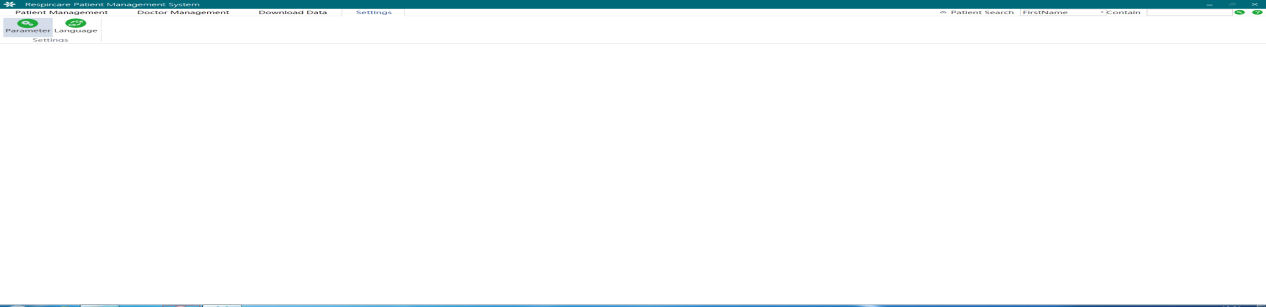 Respircare Patient Management System
Patient Management Doctor Management Download Data Settings Patient Search FirstName Contain
Parameter Language
Settings